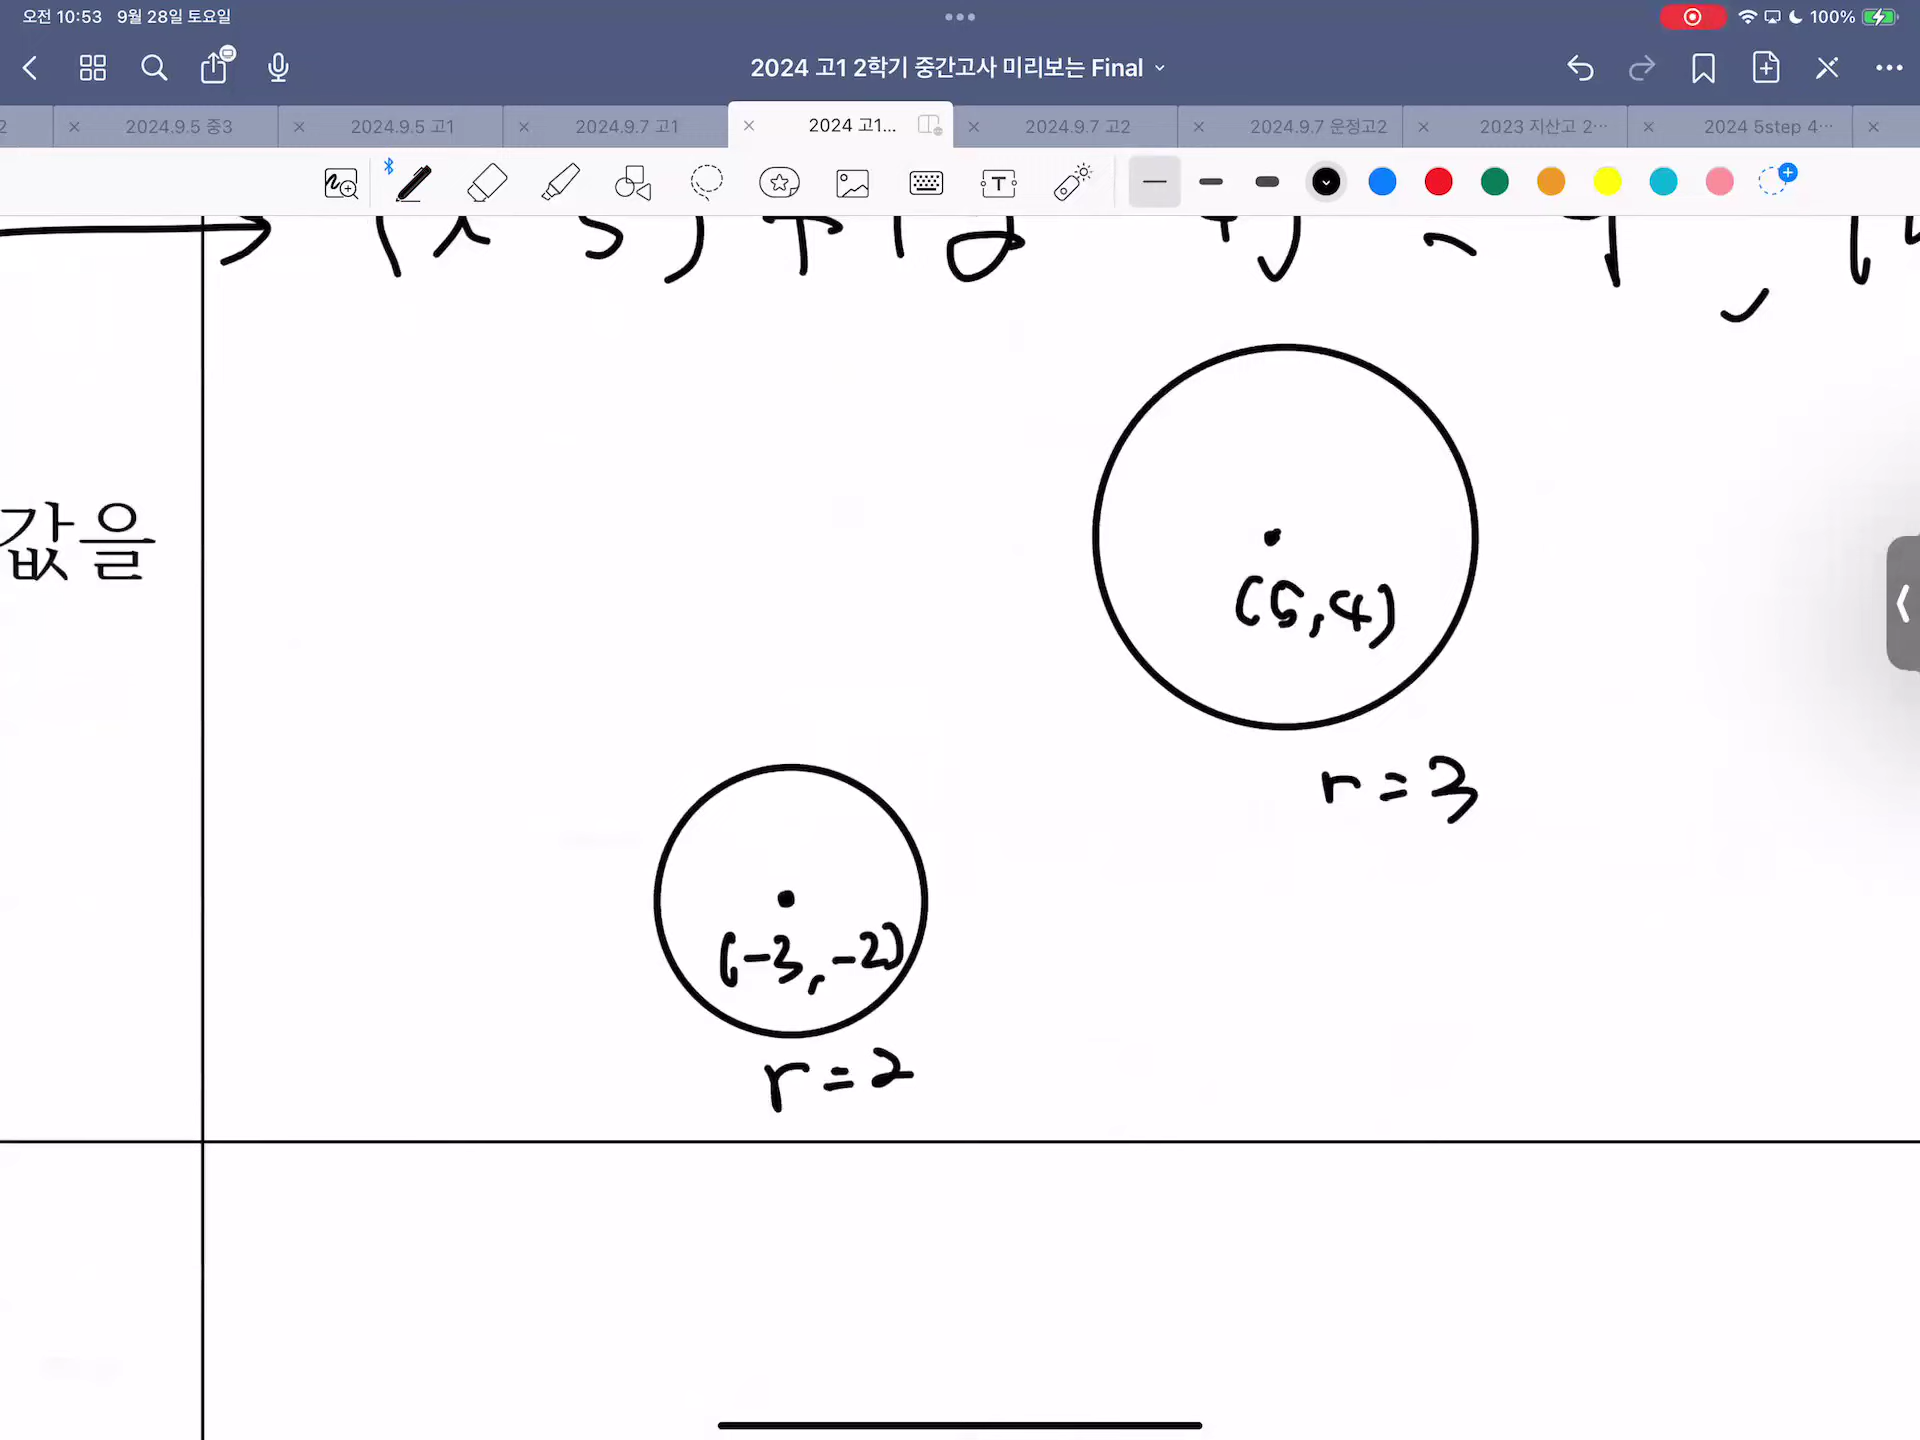 오전 10:53 9월 28일 토요일
100%
2024 고1 2학기 중간고사 미리보는 Final
2 2024.9.5 중3 2024.9.5 고1 2024.9.7 고1 2024 고1... 2024.9.7 고2 2024.9.7 운정고2 2023 지산고 2... 2024 5step 4...
값을
(5,4)
r=3
(-3,-2)
r=2